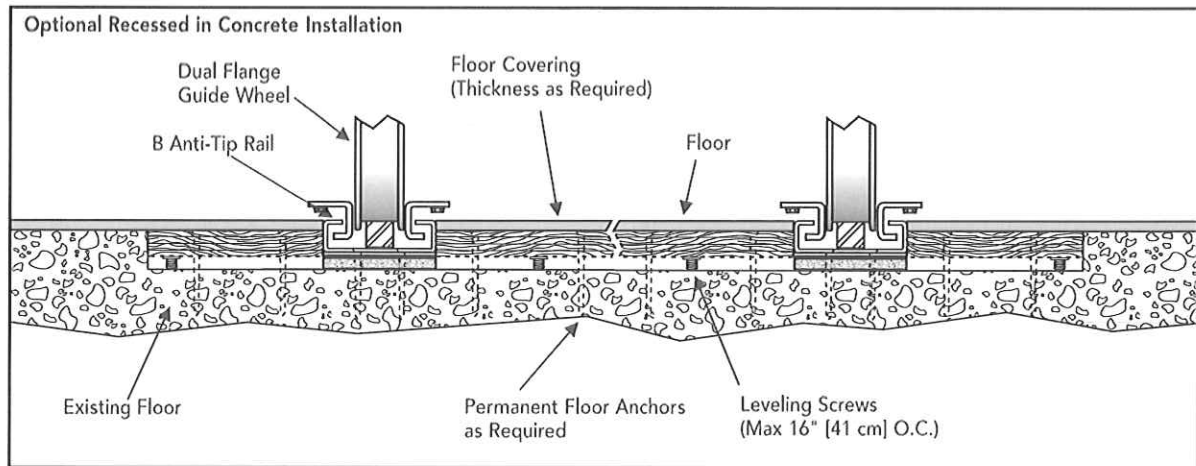 Optional Recessed in Concrete Installation
Dual Flange
Guide Wheel
B Anti-Tip Rail
Floor Covering
(Thickness as Required)
Floor
Existing Floor
Permanent Floor Anchors
as Required
Leveling Screws
(Max 16" [41 cm] O.C.)